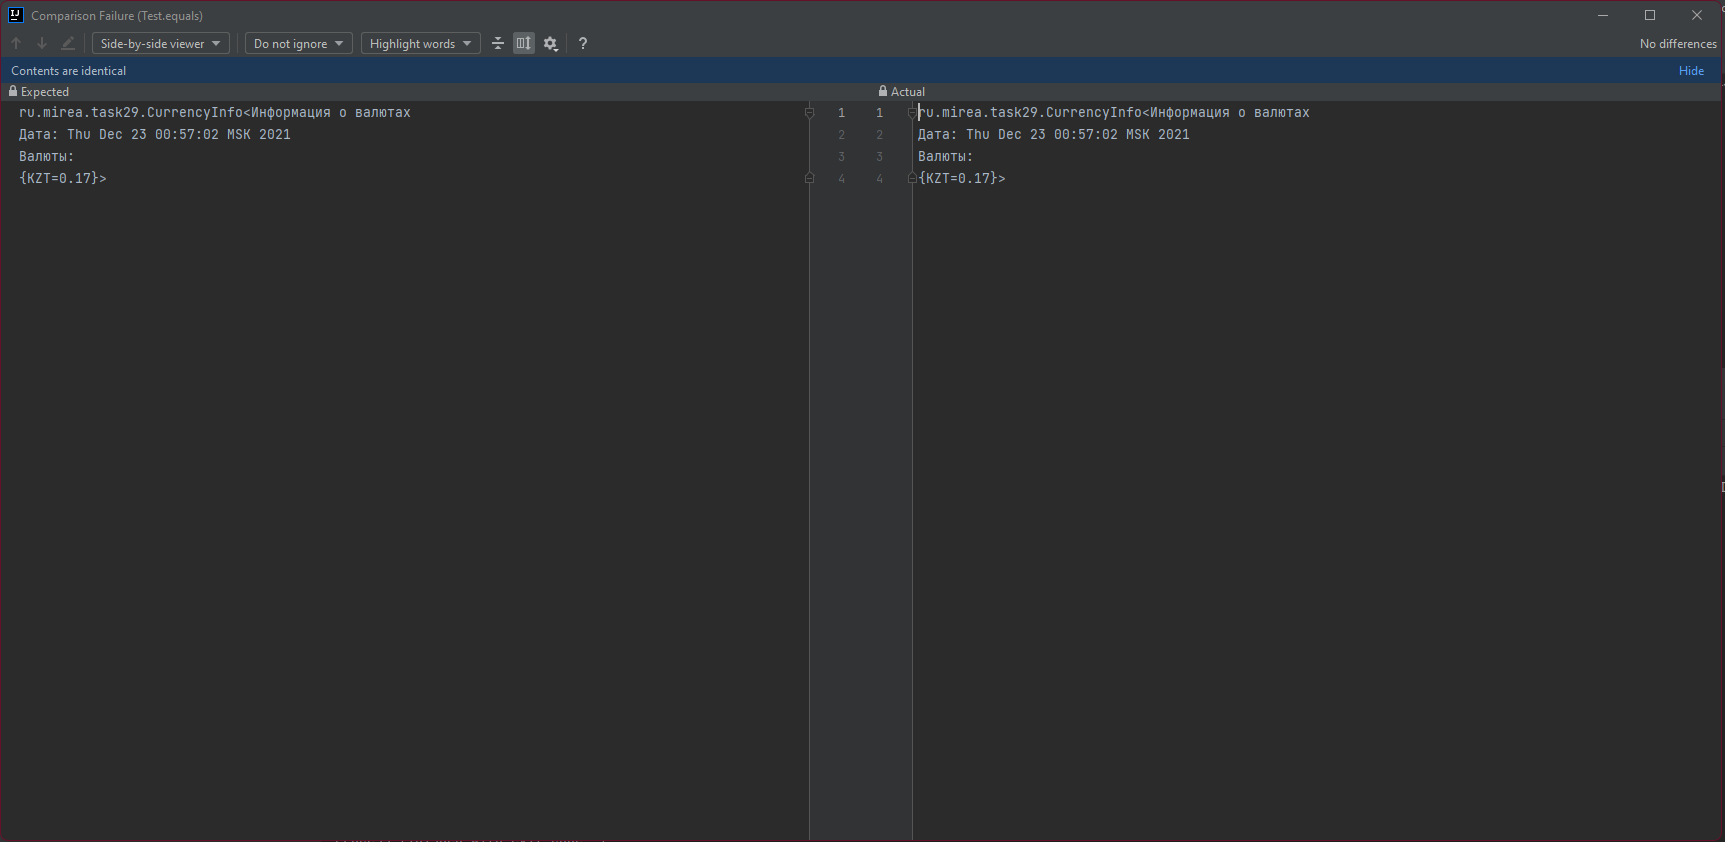 Comparison Failure (Test.equals)
Side-by-side viewer
Do not ignore
Highlight words
?
No differences
Contents are identical
Hide
Expected
Actual
ru.mirea.task29.CurrencyInfo<Информация о валютах
Дата: Thu Dec 23 00:57:02 MSK 2021
Валюты:
{KZT=0.17}>
1 1
2 2
3 3
4 4
ru.mirea.task29.CurrencyInfo<Информация о валютах
Дата: Thu Dec 23 00:57:02 MSK 2021
Валюты:
{KZT=0.17}>